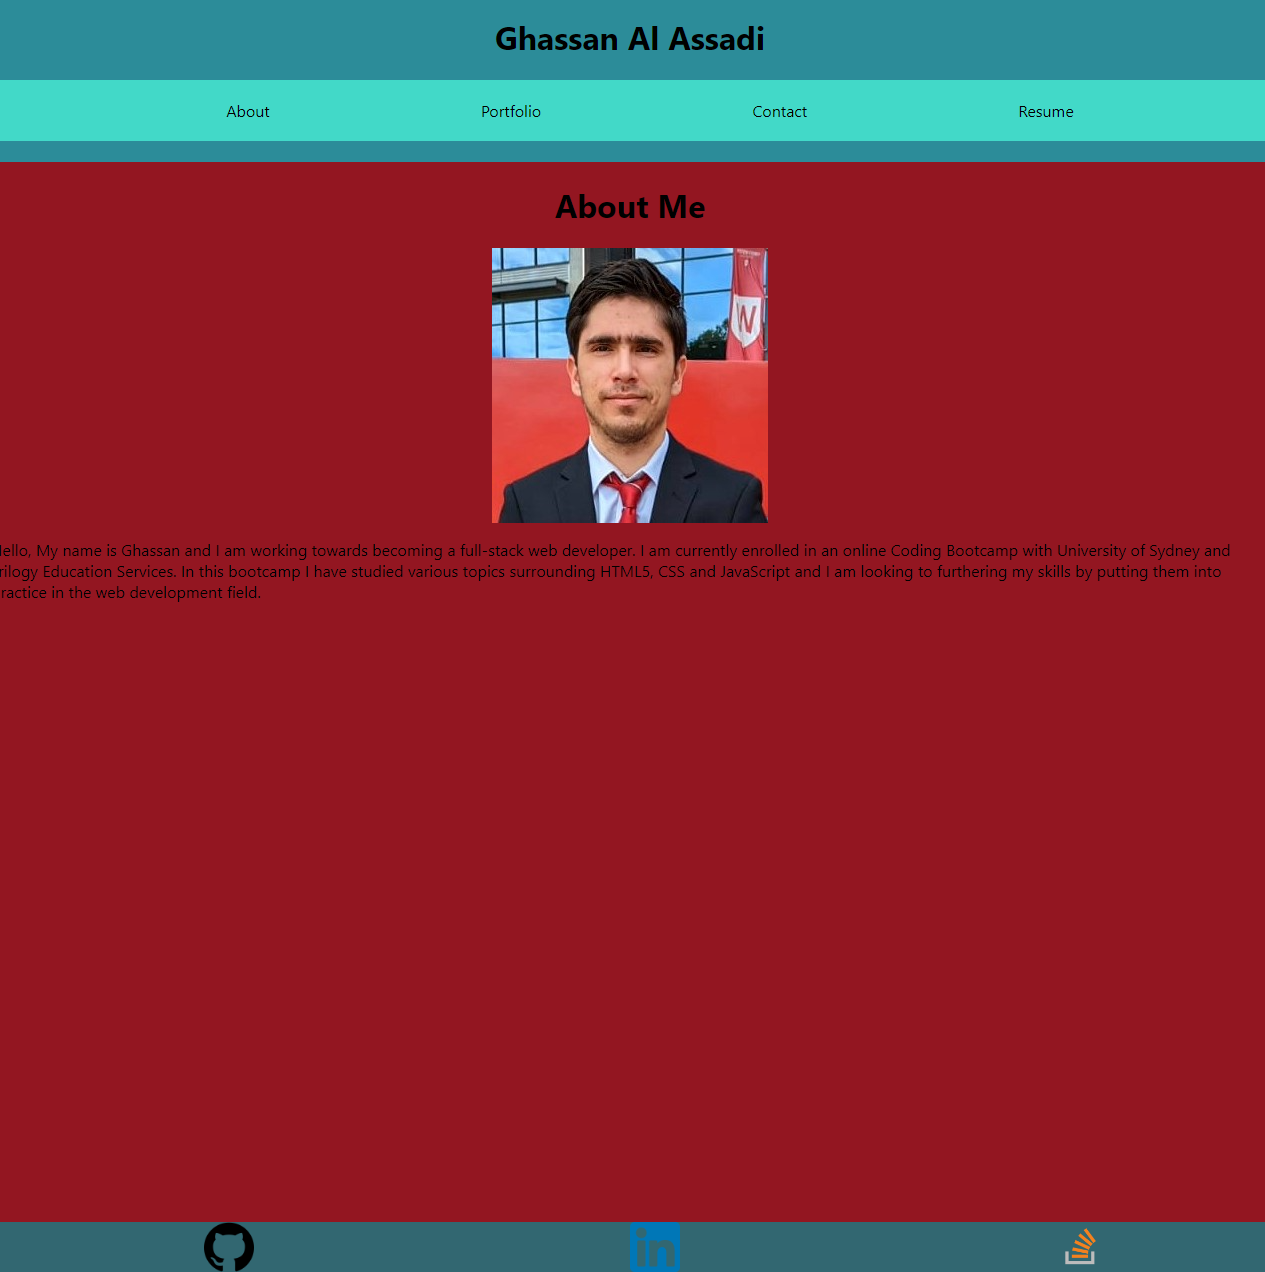 Ghassan Al Assadi
About Portfolio Contact Resume
About Me
W
ello, My name is Ghassan and I am working towards becoming a full-stack web developer. I am currently enrolled in an online Coding Bootcamp with University of Sydney and
rilogy Education Services. In this bootcamp I have studied various topics surrounding HTML5, CSS and JavaScript and I am looking to furthering my skills by putting them into
ractice in the web development field.
in